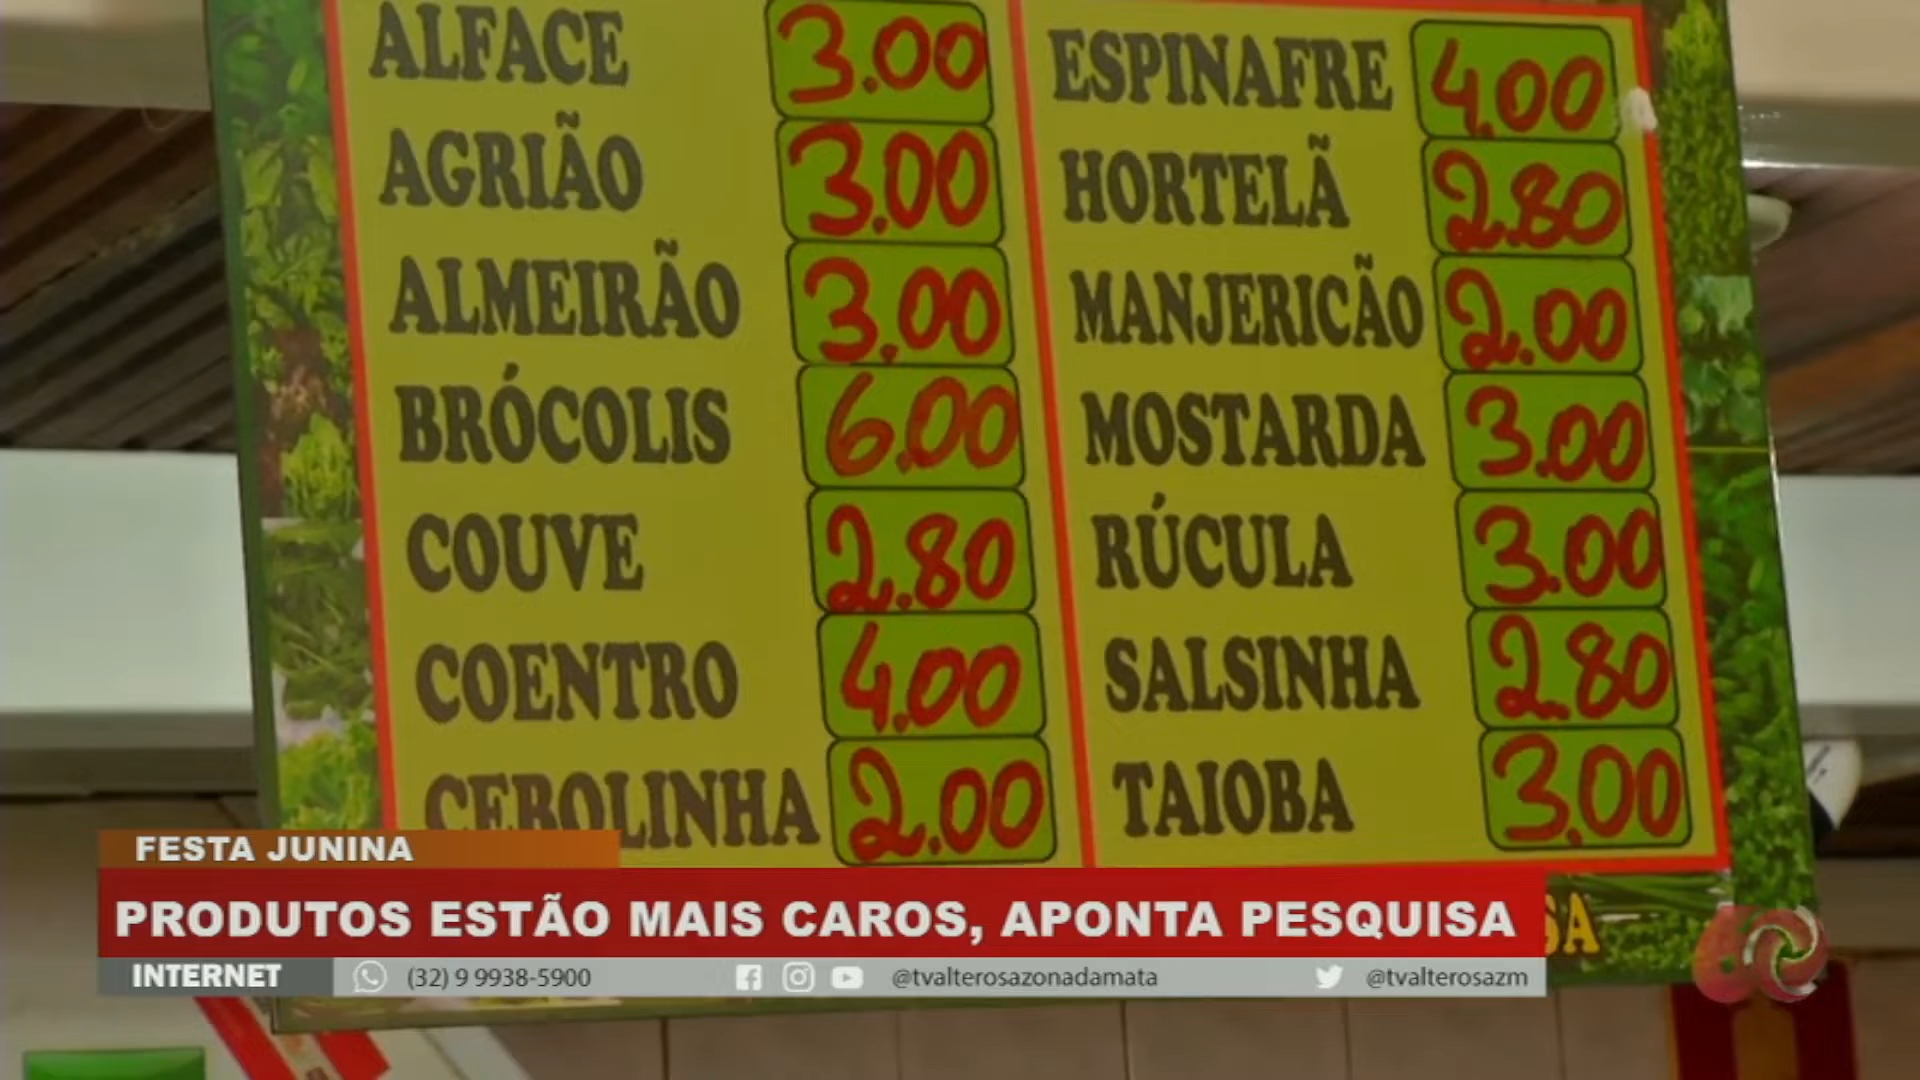 ALFACE 3.00
AGRIÃO 3.00
ALMEIRÃO 3.00
BRÓCOLIS 6.00
COUVE 2.80
COENTRO 4.00
CEBOLINHA 2.00
ESPINAFRE 4.00
HORTELÃ 2.80
MANJERICÃO 2.00
MOSTARDA 3.00
RÚCULA 3.00
SALSINHA 2.80
TAIOBA 3.00
FESTA JUNINA
PRODUTOS ESTÃO MAIS CAROS, APONTA PESQUISA
INTERNET (32) 9 9938-5900 @tvalterosazonadamata @tvalterosazm